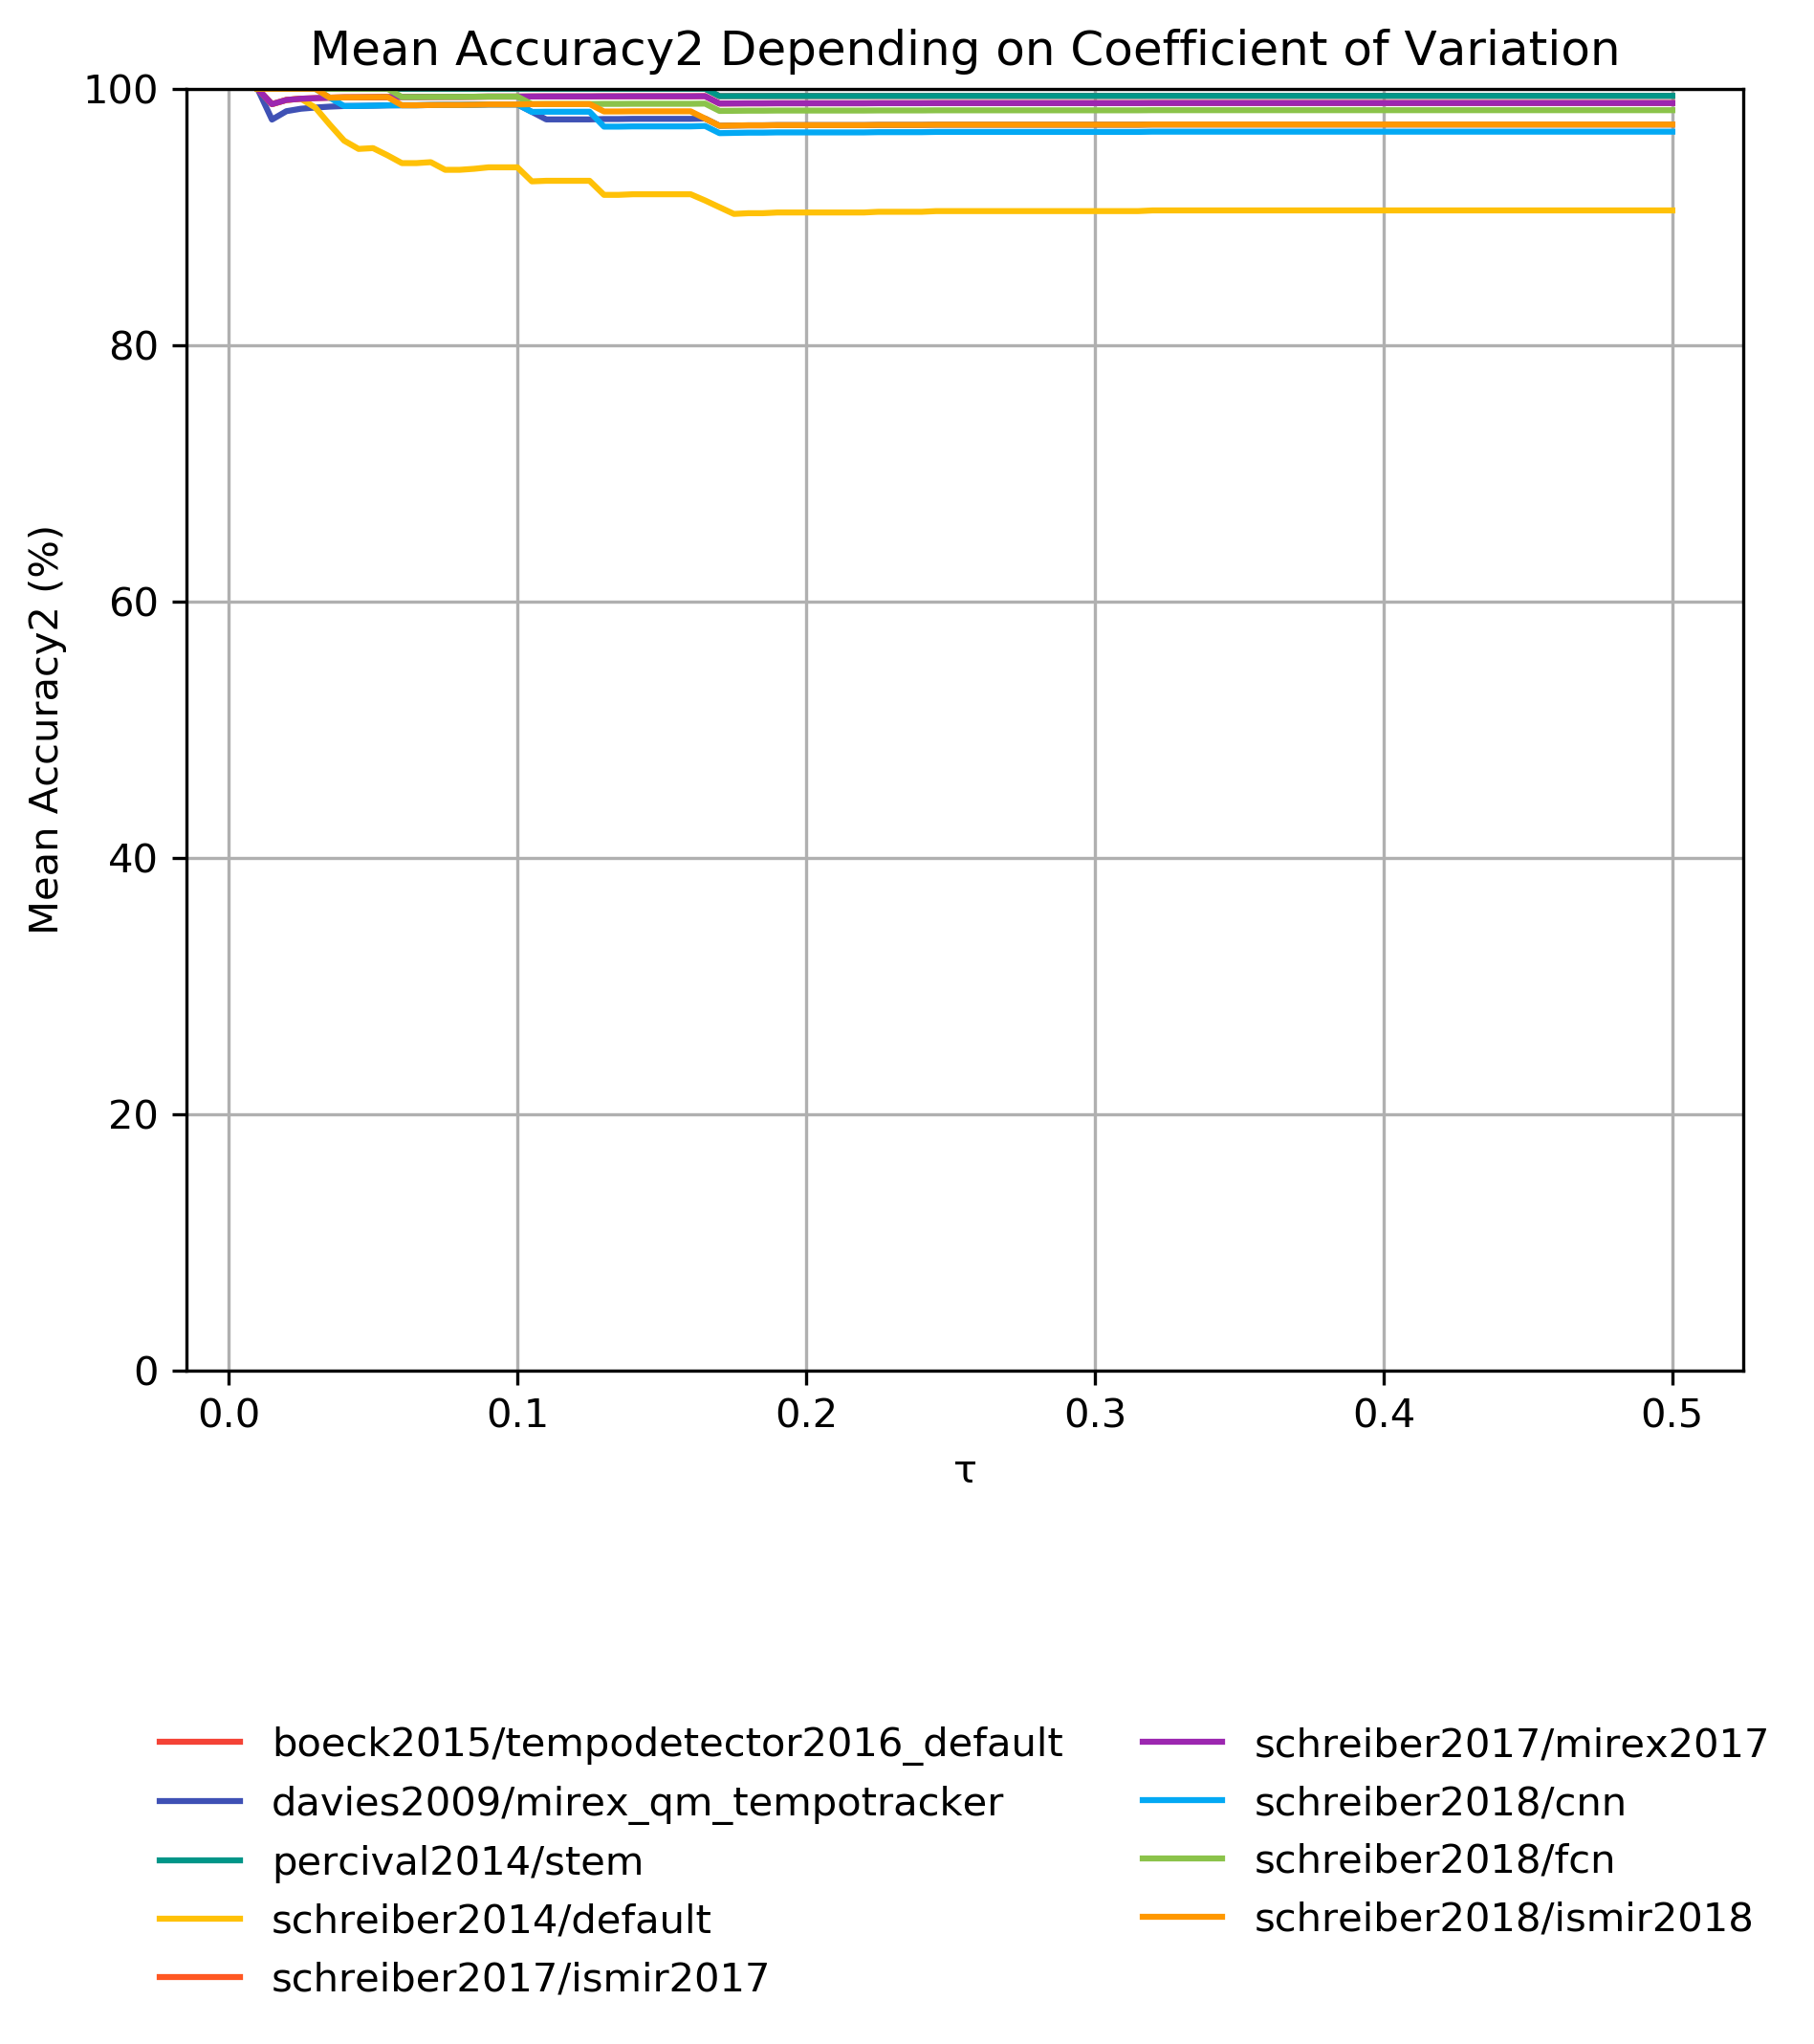 Mean Accuracy2 Depending on Coefficient of Variation
Mean Accuracy2 (%)
100
80
60
40
20
0
0.0 0.1 0.2 0.3 0.4 0.5
τ
boeck2015/tempodetector2016_default
davies2009/mirex_qm_tempotracker
percival2014/stem
schreiber2014/default
schreiber2017/ismir2017
schreiber2017/mirex2017
schreiber2018/cnn
schreiber2018/fcn
schreiber2018/ismir2018